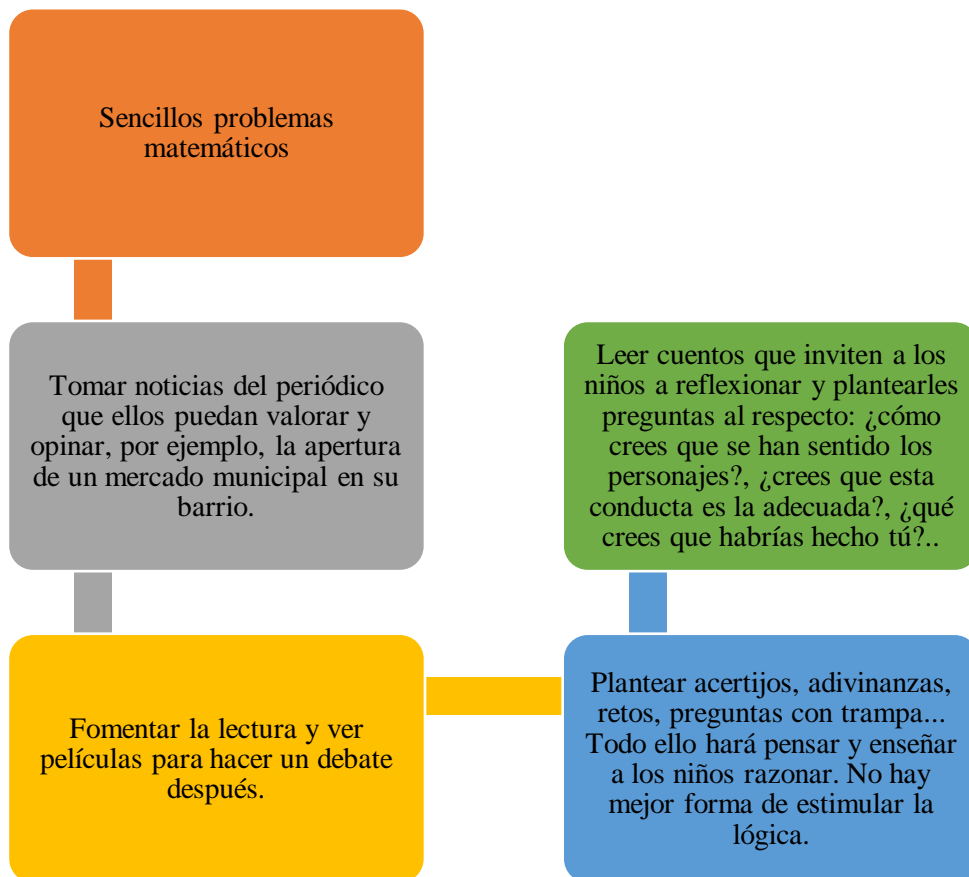 Sencillos problemas
matemáticos
Tomar noticias del periódico
que ellos puedan valorar y
opinar, por ejemplo, la apertura
de un mercado municipal en su
barrio.
Fomentar la lectura y ver
películas para hacer un debate
después.
Plantear acertijos, adivinanzas,
retos, preguntas con trampa...
Todo ello hará pensar y enseñar
a los niños razonar. No hay
mejor forma de estimular la
lógica.
Leer cuentos que inviten a los
niños a reflexionar y plantearles
preguntas al respecto: ¿cómo
crees que se han sentido los
personajes?, ¿crees que esta
conducta es la adecuada?, ¿qué
crees que habrías hecho tú?..